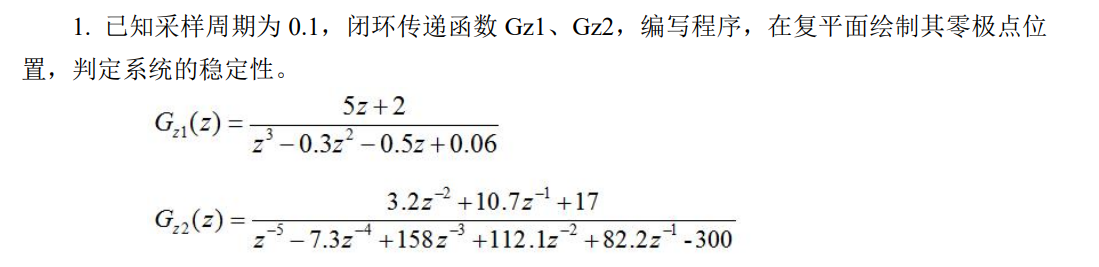 1. 已知采样周期为 0.1，闭环传递函数 Gz1、Gz2，编写程序，在复平面绘制其零极点位
置，判定系统的稳定性。
G_{z1}(z) = \frac{5z+2}{z^3-0.3z^2-0.5z+0.06}
G_{z2}(z) = \frac{3.2z^{-2}+10.7z^{-1}+17}{z^{-5}-7.3z^{-4}+158z^{-3}+112.1z^{-2}+82.2z^{-1}-300}